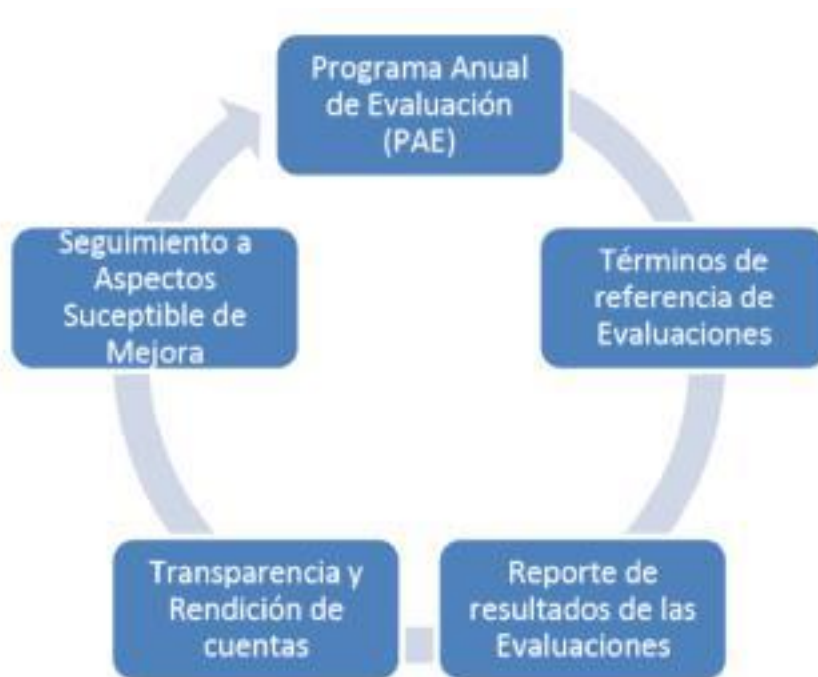 Programa Anual
de Evaluación
(PAE)
Términos de
referencia de
Evaluaciones
Reporte de
resultados de las
Evaluaciones
Transparencia y
Rendición de
cuentas
Seguimiento a
Aspectos
Suceptible de
Mejora